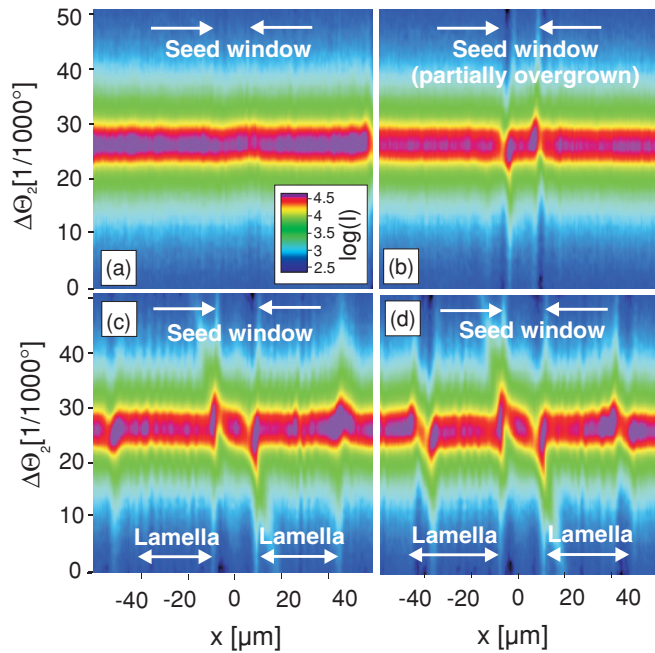 50
40
30
20
10
0
ΔΘ₂[1/1000°]
Seed window
4.5
4
3.5
3
2.5
log(I)
(a)
Seed window
(partially overgrown)
(b)
(c)
Seed window
40
30
20
10
0
ΔΘ₂[1/1000°]
Lamella
Lamella
(d)
Seed window
Lamella
Lamella
-40
-20
0
20
40
x [µm]
-40
-20
0
20
40
x [µm]